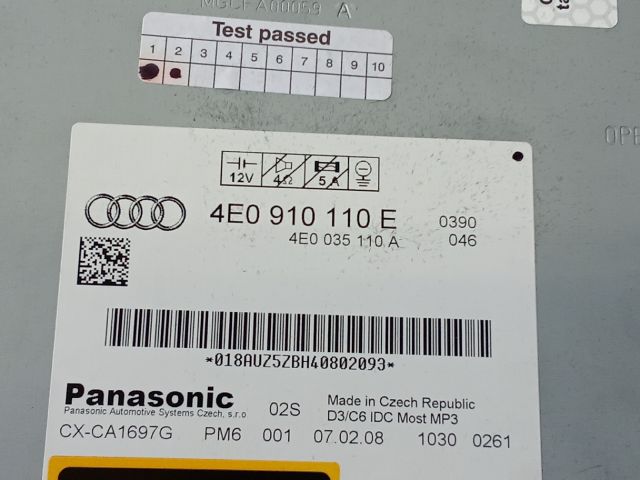 MGCFA00059 A
Test passed
1 2 3 4 5 6 7 8 9 10
12V 4Ω 5 A
4E0 910 110 E 0390
4E0 035 110 A 046
*018AUZ5ZBH40802093*
Panasonic
Panasonic Automotive Systems Czech, s.r.o
02S
Made in Czech Republic
D3/C6 IDC Most MP3
CX-CA1697G PM6 001 07.02.08 1030 0261